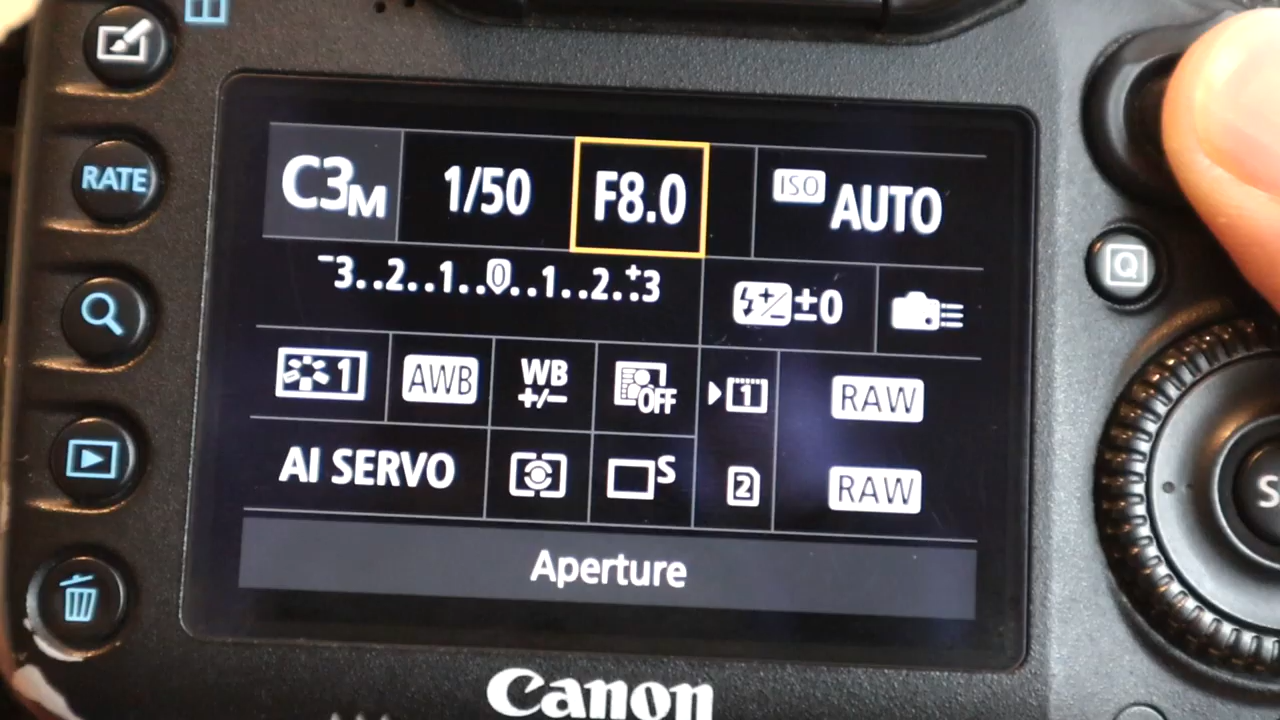 RATE
C3M 1/50 F8.0 ISO AUTO
-3..2..1..0..1..2..+3
+/- ±0
Q
1 AWB WB +/- OFF 1 RAW
AI SERVO S 2 RAW
S
Aperture
Canon